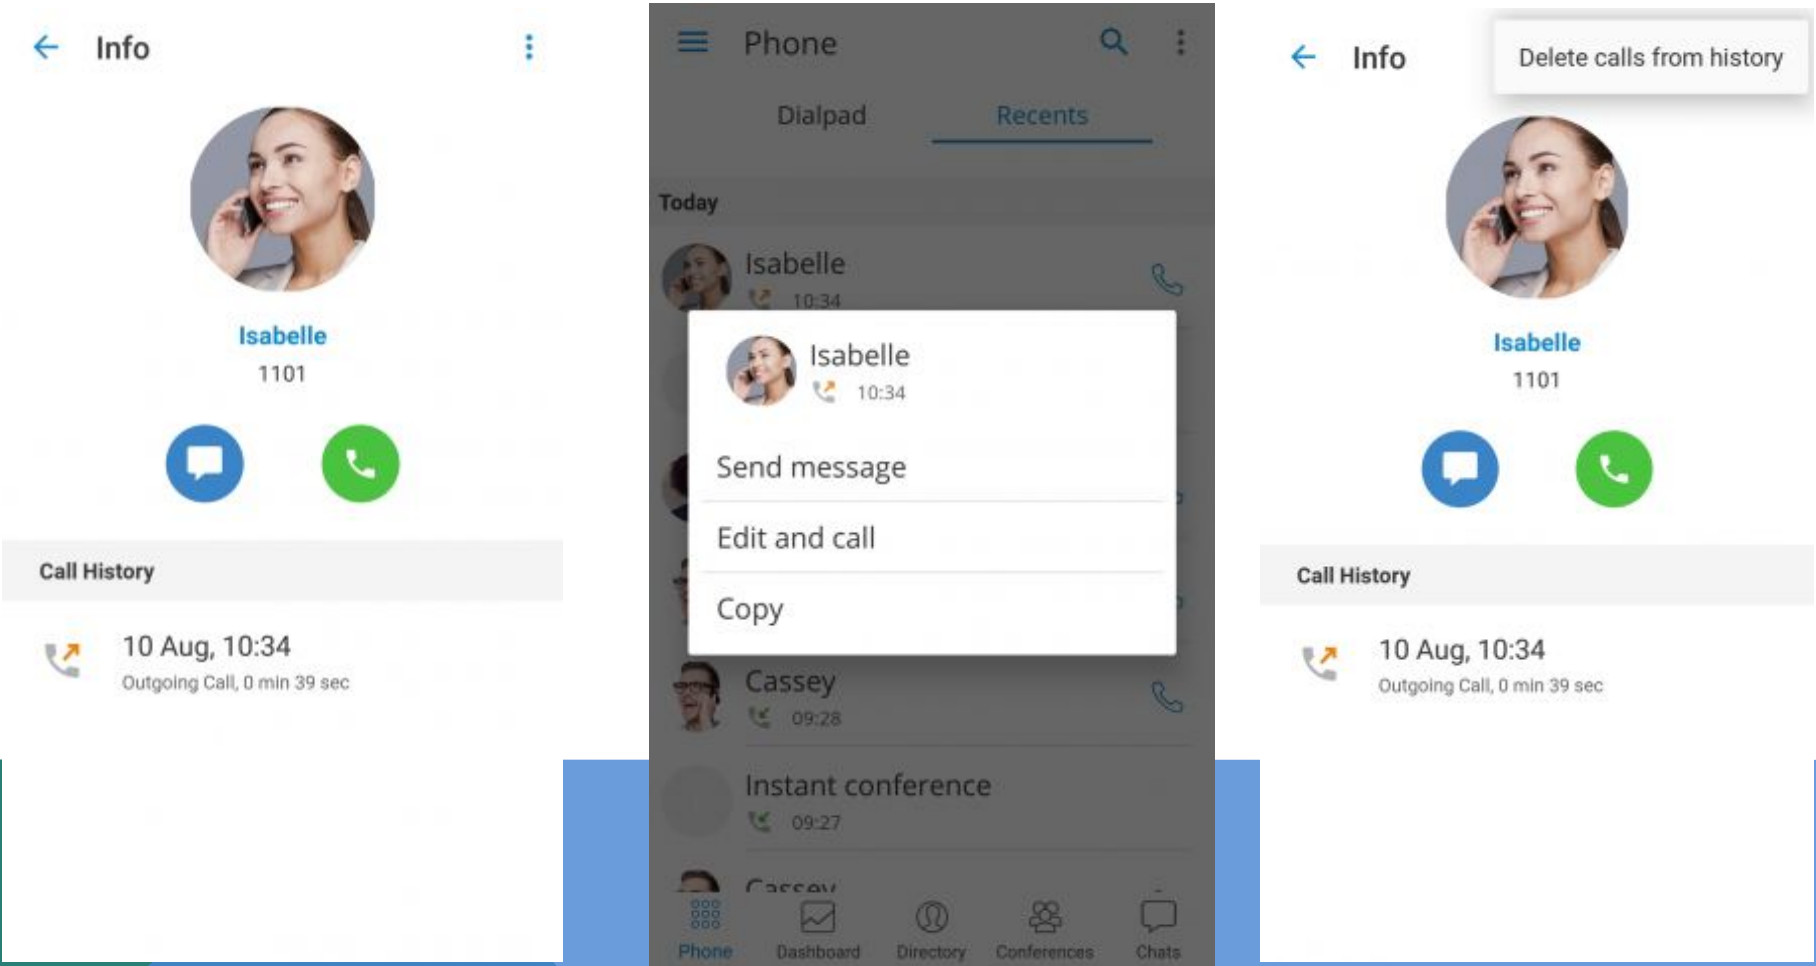 Info
Isabelle
1101
Call History
10 Aug, 10:34
Outgoing Call, 0 min 39 sec
Phone
Dialpad Recents
Today
Isabelle
10:34
Isabelle
10:34
Send message
Edit and call
Copy
Cassey
09:28
Instant conference
09:27
Cassey
Phone Dashboard Directory Conferences Chats
Info
Delete calls from history
Isabelle
1101
Call History
10 Aug, 10:34
Outgoing Call, 0 min 39 sec